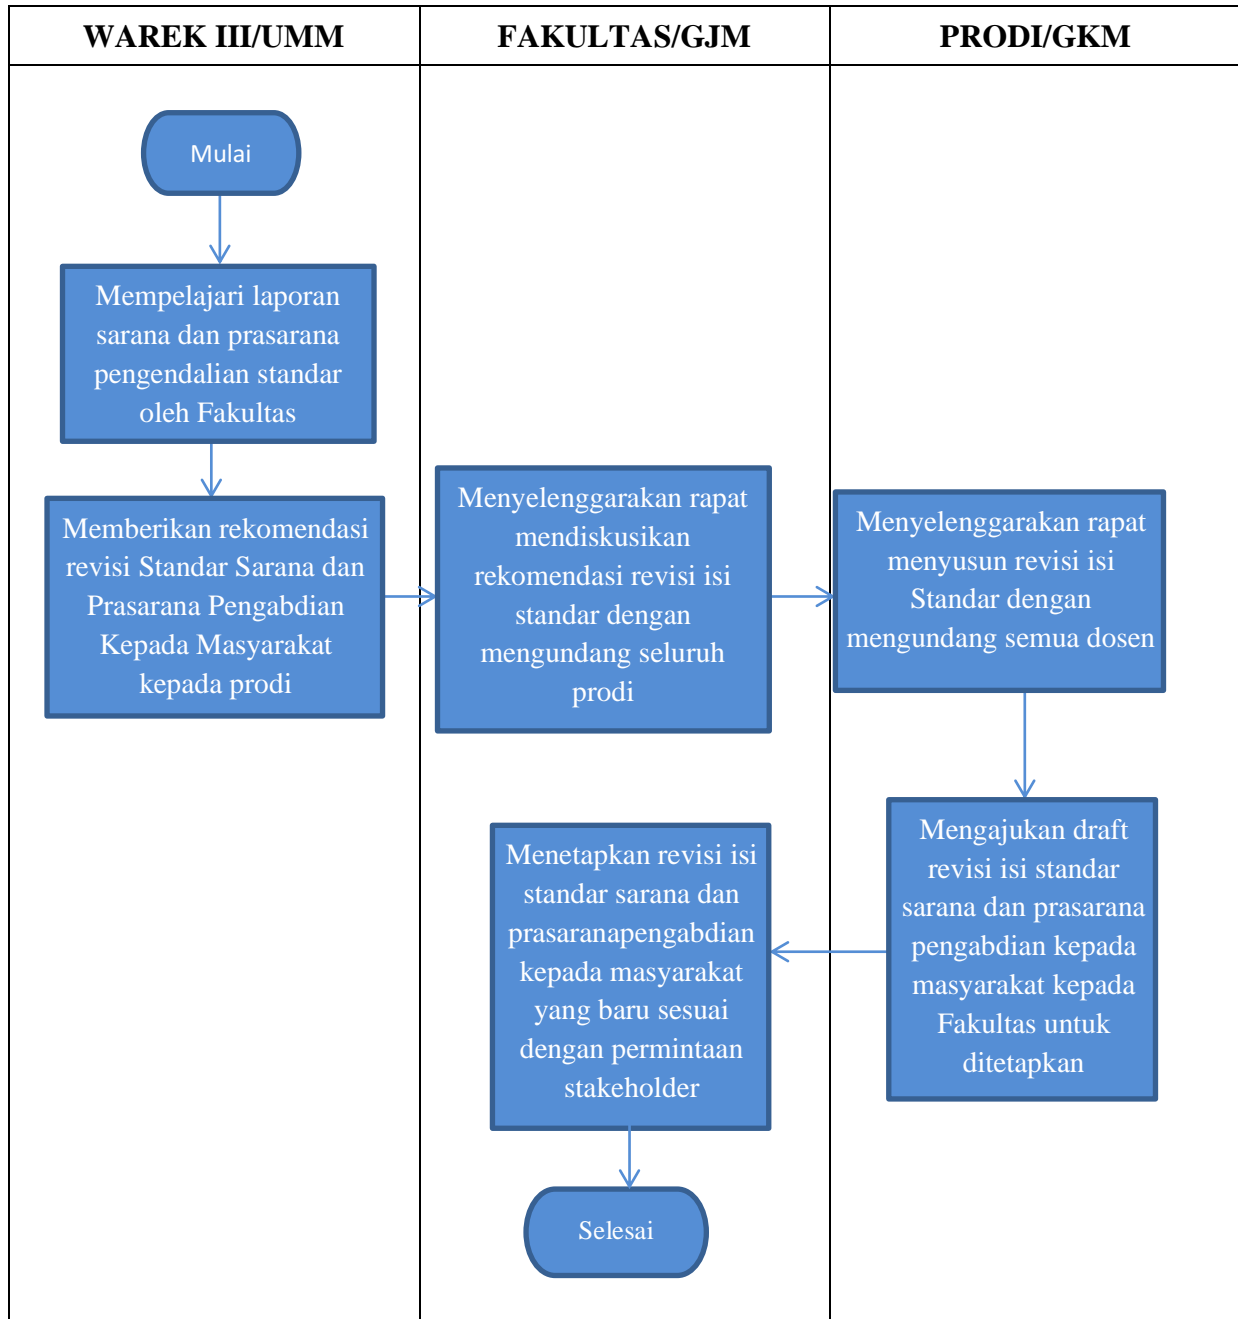 WAREK III/UMM
FAKULTAS/GJM
PRODI/GKM
Mulai
Mempelajari laporan
sarana dan prasarana
pengendalian standar
oleh Fakultas
Memberikan rekomendasi
revisi Standar Sarana dan
Prasarana Pengabdian
Kepada Masyarakat
kepada prodi
Menyelenggarakan rapat
mendiskusikan
rekomendasi revisi isi
standar dengan
mengundang seluruh
prodi
Menyelenggarakan rapat
menyusun revisi isi
Standar dengan
mengundang semua dosen
Mengajukan draft
revisi isi standar
sarana dan prasarana
pengabdian kepada
masyarakat kepada
Fakultas untuk
ditetapkan
Menetapkan revisi isi
standar sarana dan
prasaranapengabdian
kepada masyarakat
yang baru sesuai
dengan permintaan
stakeholder
Selesai